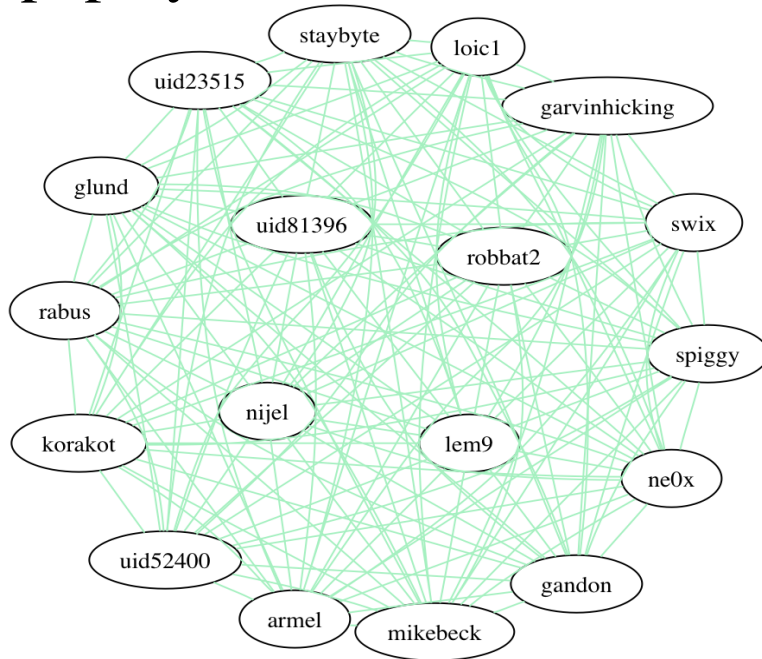 staybyte
loic1
uid23515
garvinhicking
glund
uid81396
swix
robbat2
rabus
spiggy
nijel
korakot
lem9
ne0x
uid52400
gandon
armel
mikebeck